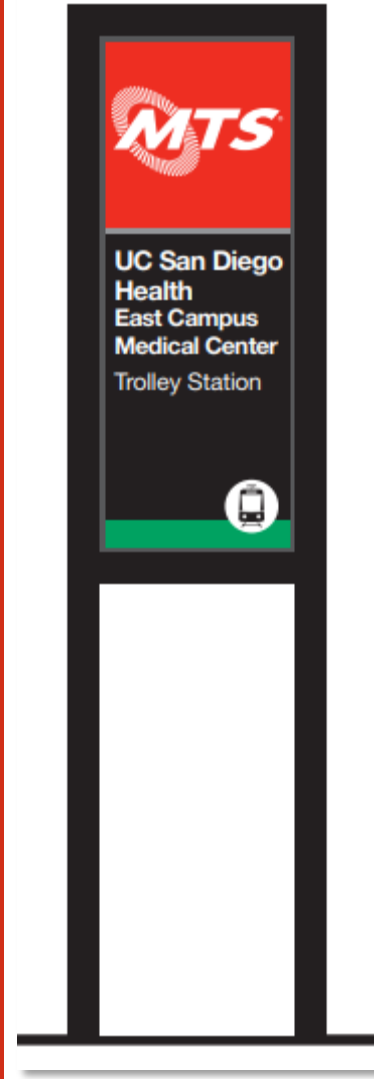 MTS
UC San Diego
Health
East Campus
Medical Center
Trolley Station